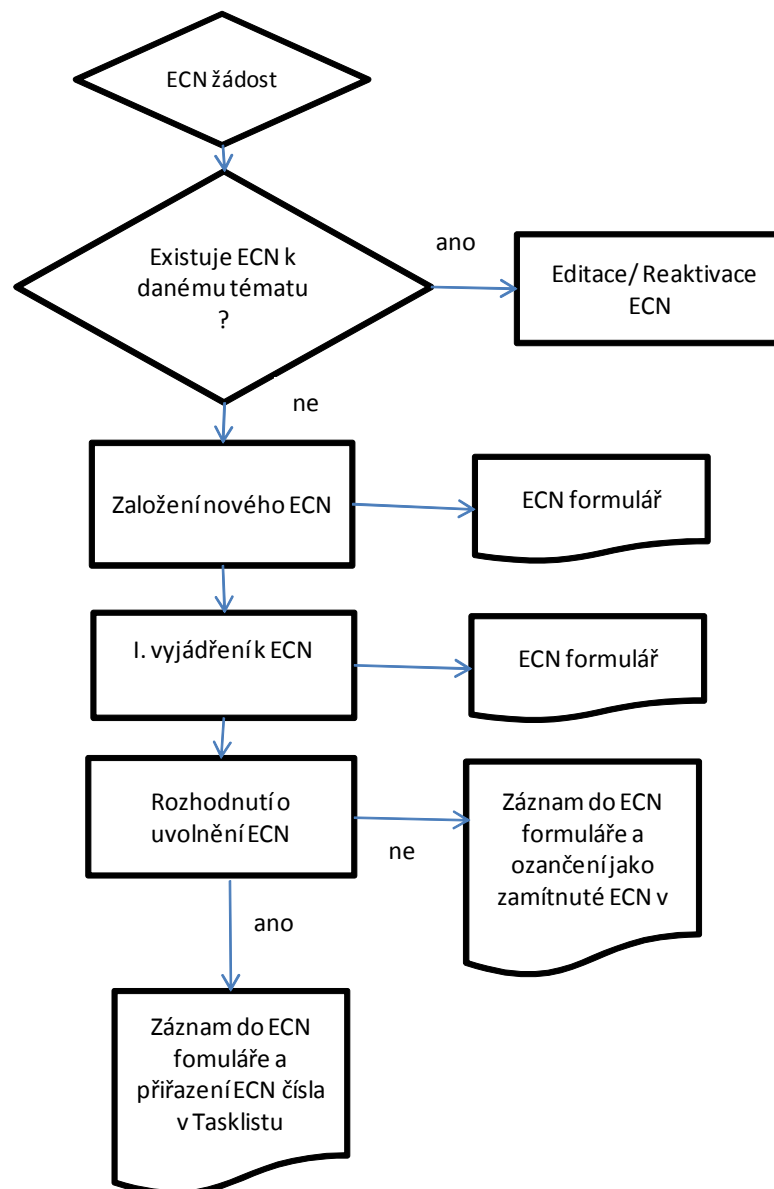 ECN žádost
Existuje ECN k
danému tématu
?
ano
Editace/ Reaktivace
ECN
ne
Založení nového ECN
ECN formulář
I. vyjádření k ECN
ECN formulář
Rozhodnutí o
uvolnění ECN
ne
Záznam do ECN
formuláře a
ozančení jako
zamítnuté ECN v
ano
Záznam do ECN
fomuláře a
přiřazení ECN čísla
v Tasklistu